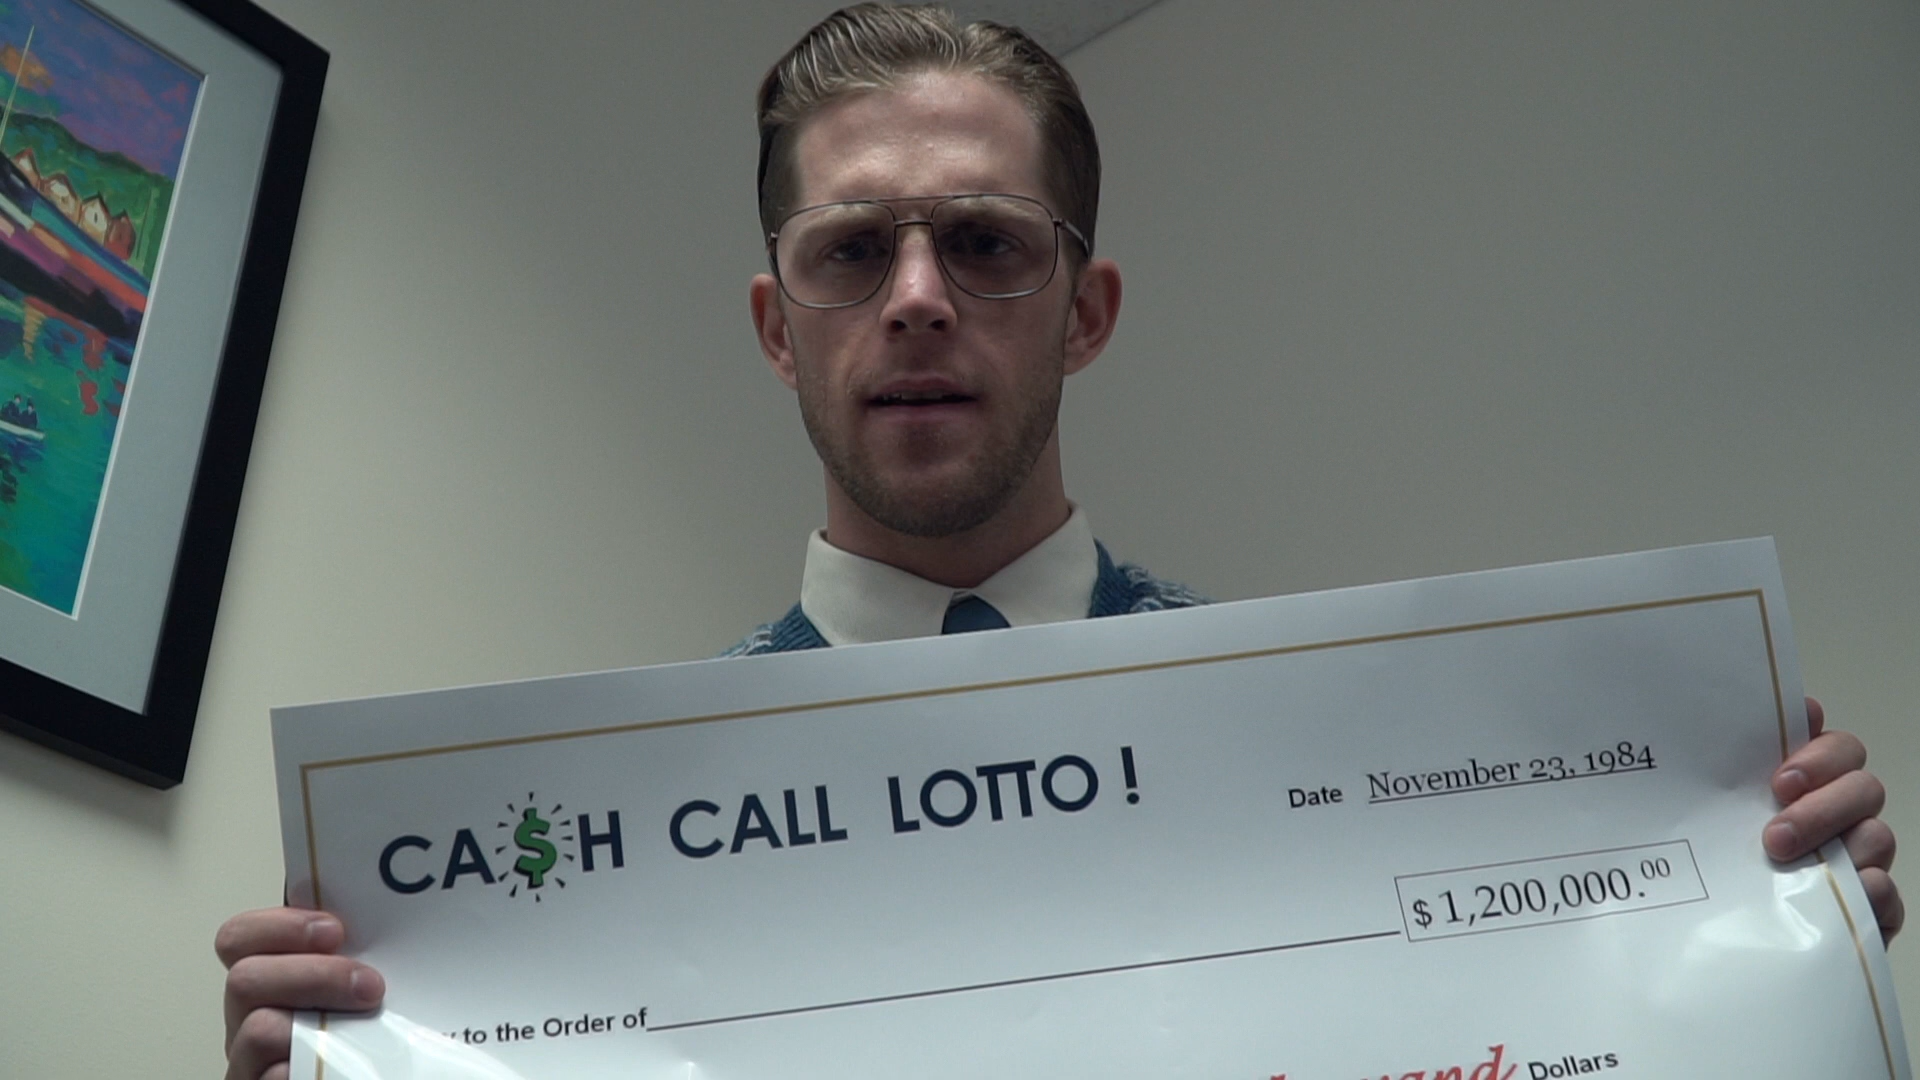 CA$H CALL LOTTO!
Date November 23, 1984
$ 1,200,000.00
to the Order of
Dollars